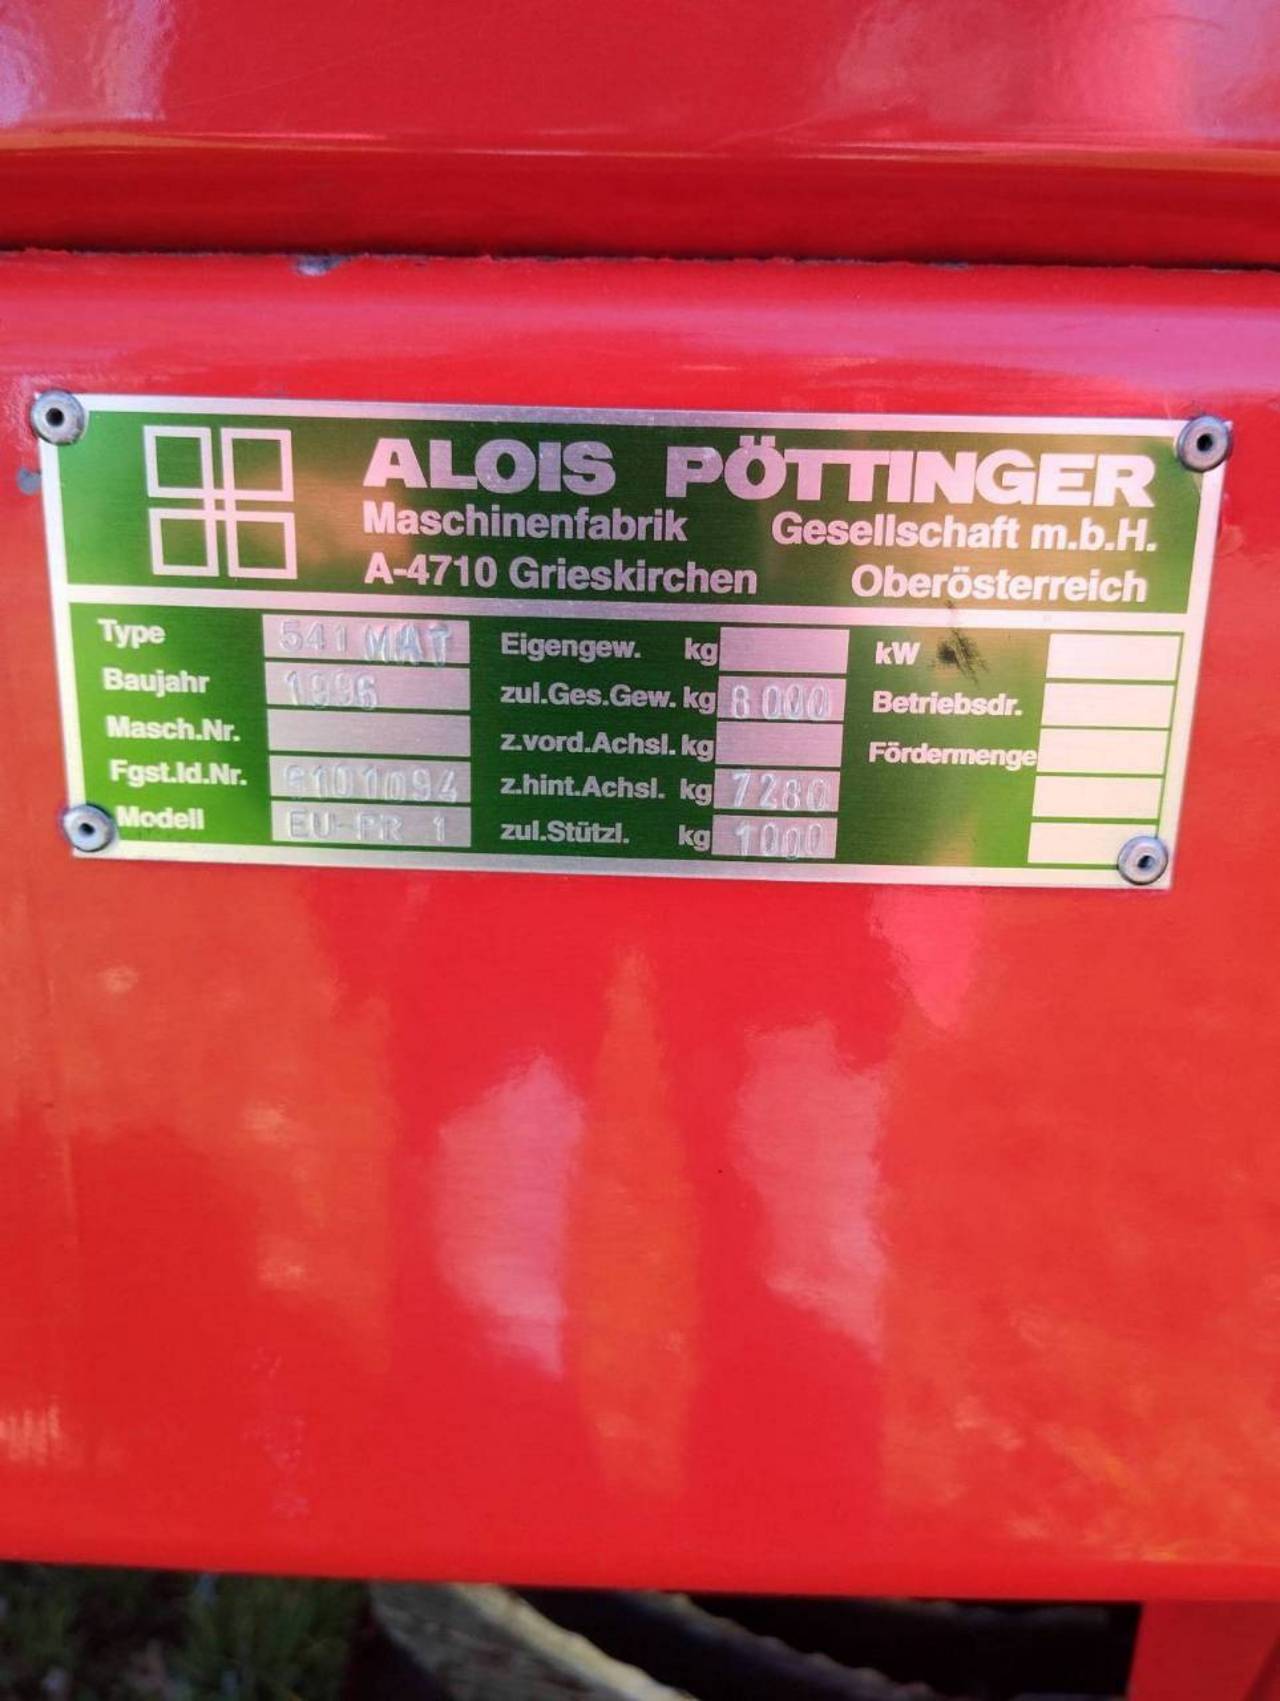 ALOIS PÖTTINGER
Maschinenfabrik Gesellschaft m.b.H.
A-4710 Grieskirchen Oberösterreich
Type 541 MAT Eigengew. kg kW
Baujahr 1996 zul.Ges.Gew. kg 8000 Betriebsdr.
Masch.Nr. z.vord.Achsl. kg Fördermenge
Fgst.Id.Nr. z.hint.Achsl. kg 7280
Modell EU-PR 1 zul.Stützl. kg 1000